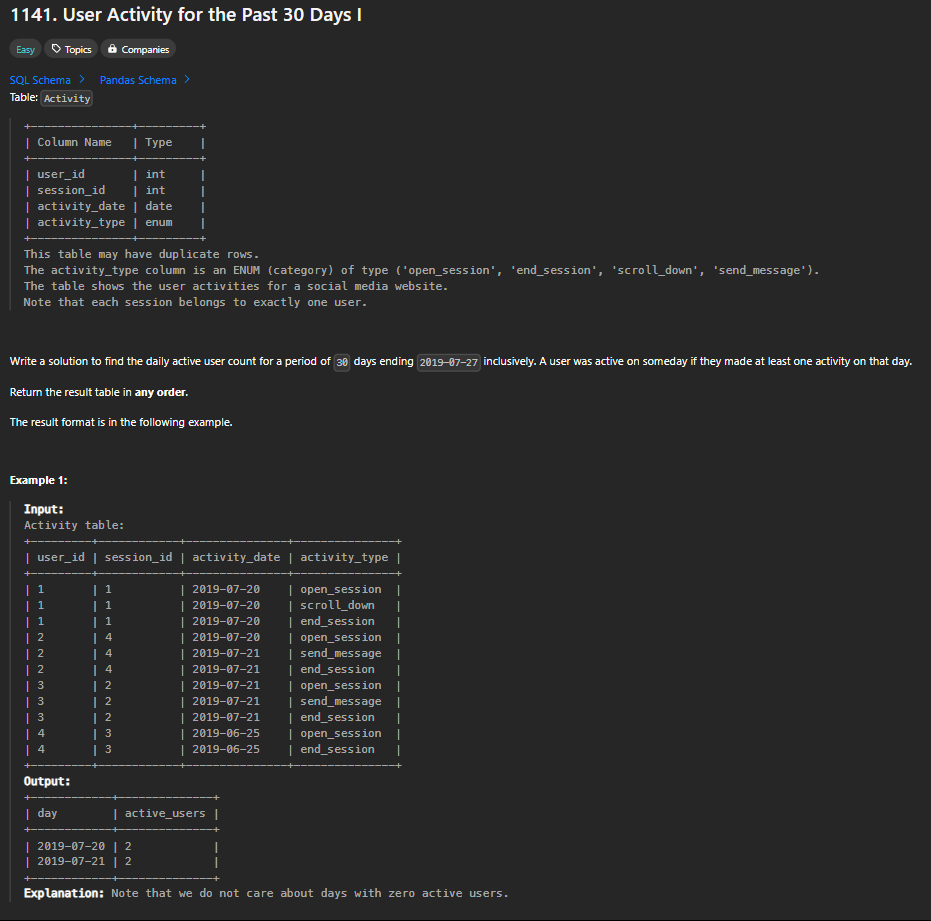 1141. User Activity for the Past 30 Days I
Easy Topics Companies
SQL Schema > Pandas Schema >
Table: Activity
+---------------+---------+
| Column Name   | Type    |
+---------------+---------+
| user_id       | int     |
| session_id    | int     |
| activity_date | date    |
| activity_type | enum    |
+---------------+---------+
This table may have duplicate rows.
The activity_type column is an ENUM (category) of type ('open_session', 'end_session', 'scroll_down', 'send_message').
The table shows the user activities for a social media website.
Note that each session belongs to exactly one user.
Write a solution to find the daily active user count for a period of 30 days ending 2019-07-27 inclusively. A user was active on someday if they made at least one activity on that day.
Return the result table in any order.
The result format is in the following example.
Example 1:
Input:
Activity table:
+---------+------------+---------------+---------------+
| user_id | session_id | activity_date | activity_type |
+---------+------------+---------------+---------------+
| 1       | 1          | 2019-07-20    | open_session  |
| 1       | 1          | 2019-07-20    | scroll_down   |
| 1       | 1          | 2019-07-20    | end_session   |
| 2       | 4          | 2019-07-20    | open_session  |
| 2       | 4          | 2019-07-21    | send_message  |
| 2       | 4          | 2019-07-21    | end_session   |
| 3       | 2          | 2019-07-21    | open_session  |
| 3       | 2          | 2019-07-21    | send_message  |
| 3       | 2          | 2019-07-21    | end_session   |
| 4       | 3          | 2019-06-25    | open_session  |
| 4       | 3          | 2019-06-25    | end_session   |
+---------+------------+---------------+---------------+
Output:
+------------+--------------+
| day        | active_users |
+------------+--------------+
| 2019-07-20 | 2            |
| 2019-07-21 | 2            |
+------------+--------------+
Explanation: Note that we do not care about days with zero active users.